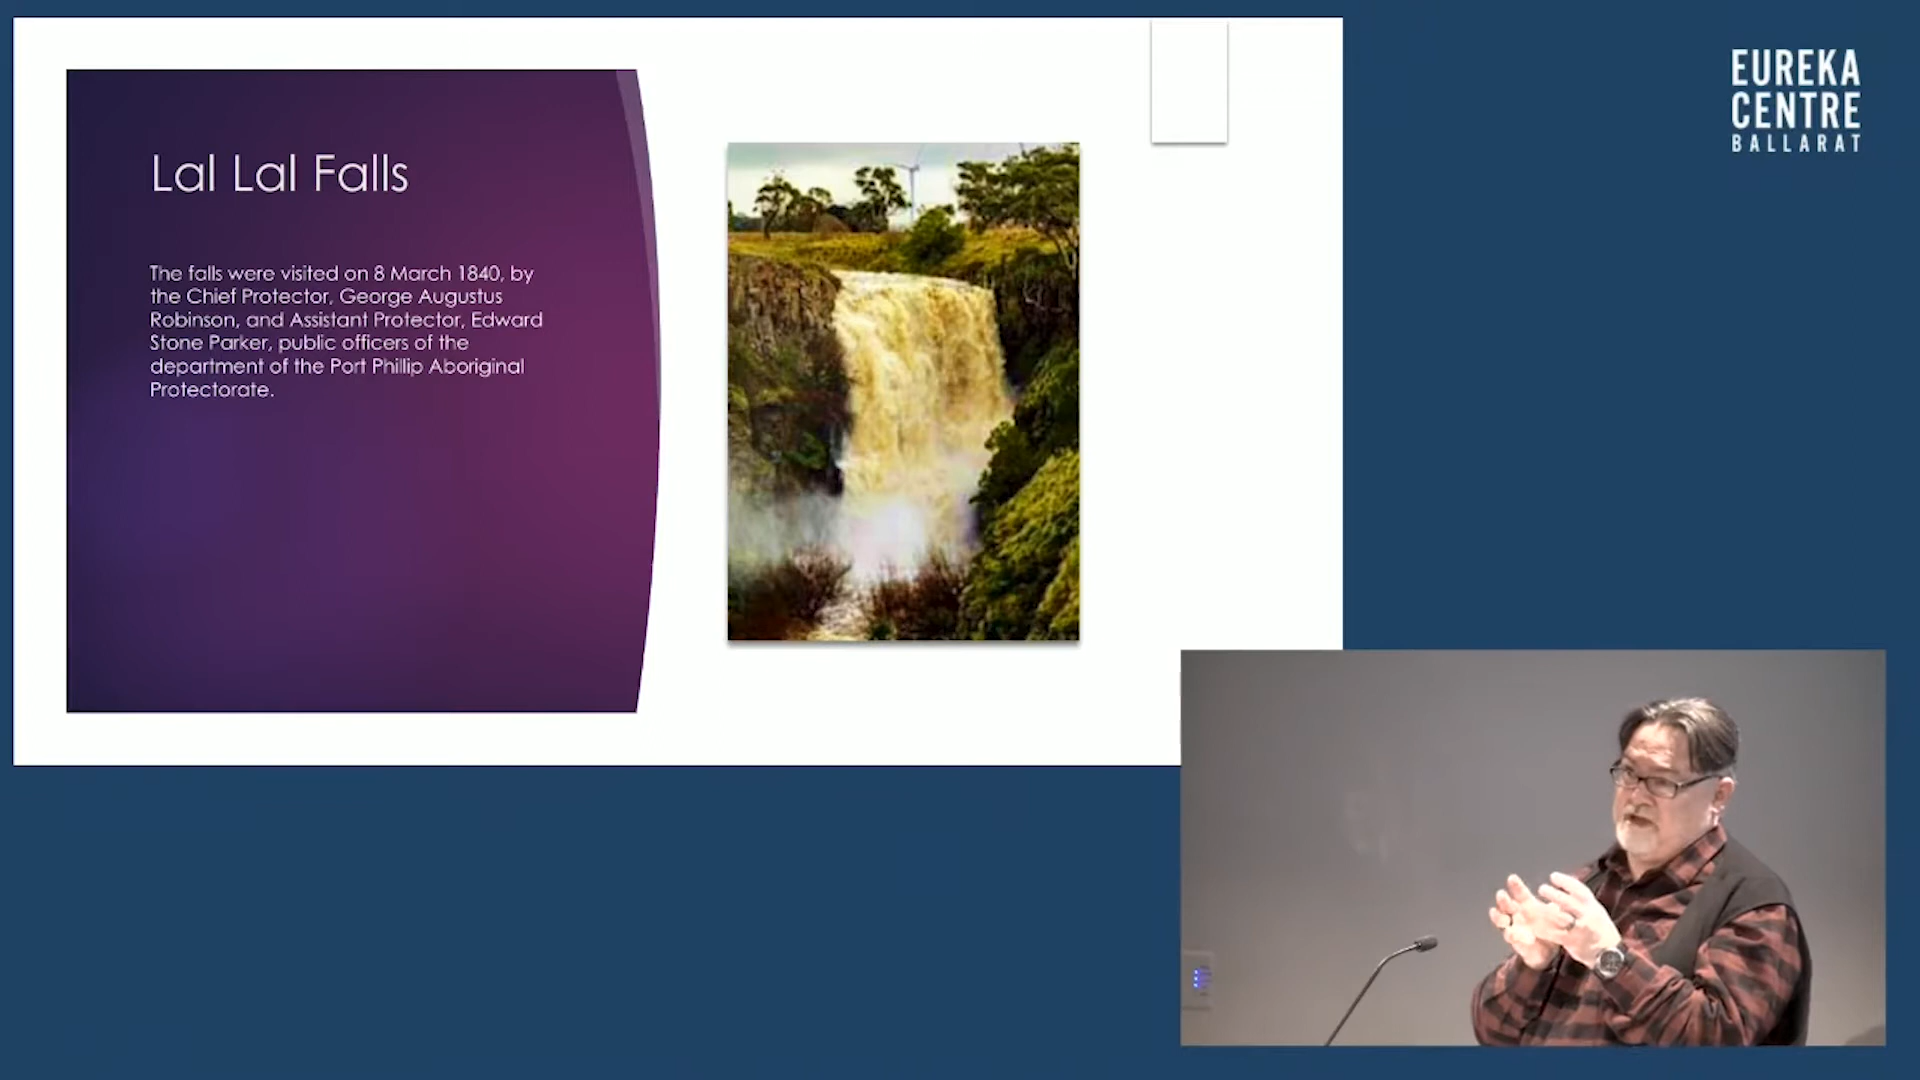 Lal Lal Falls
The falls were visited on 8 March 1840, by
the Chief Protector, George Augustus
Robinson, and Assistant Protector, Edward
Stone Parker, public officers of the
department of the Port Phillip Aboriginal
Protectorate.
EUREKA
CENTRE
BALLARAT